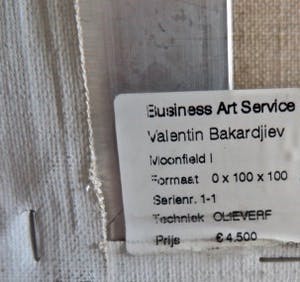 Business Art Service
Valentin Bakardjiev
Moonfield I
Formaat 0 x 100 x 100
Serienr. 1-1
Techniek OLIEVERF
Prijs € 4.500